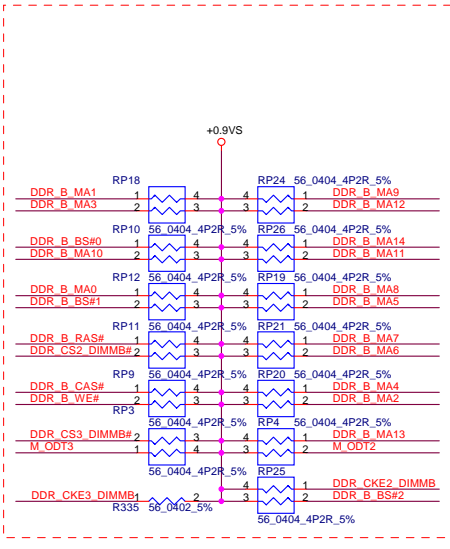 +0.9VS
RP18 RP24 56_0404_4P2R_5%
DDR_B_MA1 1 4 4 1 DDR_B_MA9
DDR_B_MA3 2 3 3 2 DDR_B_MA12
RP10 56_0404_4P2R_5% RP26 56_0404_4P2R_5%
DDR_B_BS#0 1 4 4 1 DDR_B_MA14
DDR_B_MA10 2 3 3 2 DDR_B_MA11
RP12 56_0404_4P2R_5% RP19 56_0404_4P2R_5%
DDR_B_MA0 1 4 4 1 DDR_B_MA8
DDR_B_BS#1 2 3 3 2 DDR_B_MA5
RP11 56_0404_4P2R_5% RP21 56_0404_4P2R_5%
DDR_B_RAS# 1 4 4 1 DDR_B_MA7
DDR_CS2_DIMMB# 2 3 3 2 DDR_B_MA6
RP9 56_0404_4P2R_5% RP20 56_0404_4P2R_5%
DDR_B_CAS# 1 4 4 1 DDR_B_MA4
DDR_B_WE# 2 3 3 2 DDR_B_MA2
RP3 56_0404_4P2R_5% RP4 56_0404_4P2R_5%
DDR_CS3_DIMMB# 2 3 4 1 DDR_B_MA13
M_ODT3 1 4 3 2 M_ODT2
56_0404_4P2R_5% RP25
4 1 DDR_CKE2_DIMMB
DDR_CKE3_DIMMB 1 2 3 2 DDR_B_BS#2
R335 56_0402_5%
56_0404_4P2R_5%